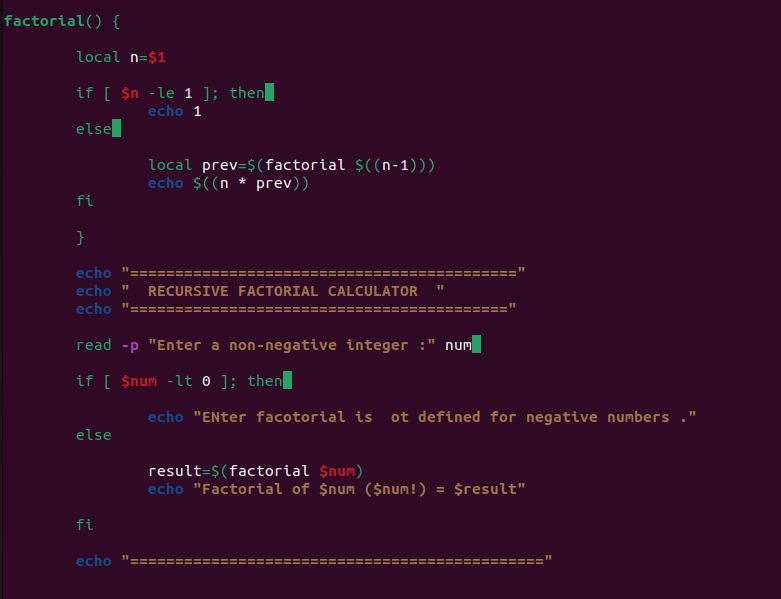 factorial() {
local n=$1
if [ $n -le 1 ]; then
echo 1
else
local prev=$(factorial $((n-1)))
echo $((n * prev))
fi
}
echo "==========================================="
echo "  RECURSIVE FACTORIAL CALCULATOR  "
echo "=========================================="
read -p "Enter a non-negative integer :" num
if [ $num -lt 0 ]; then
echo "ENter facotorial is  ot defined for negative numbers ."
else
result=$(factorial $num)
echo "Factorial of $num ($num!) = $result"
fi
echo "=============================================="